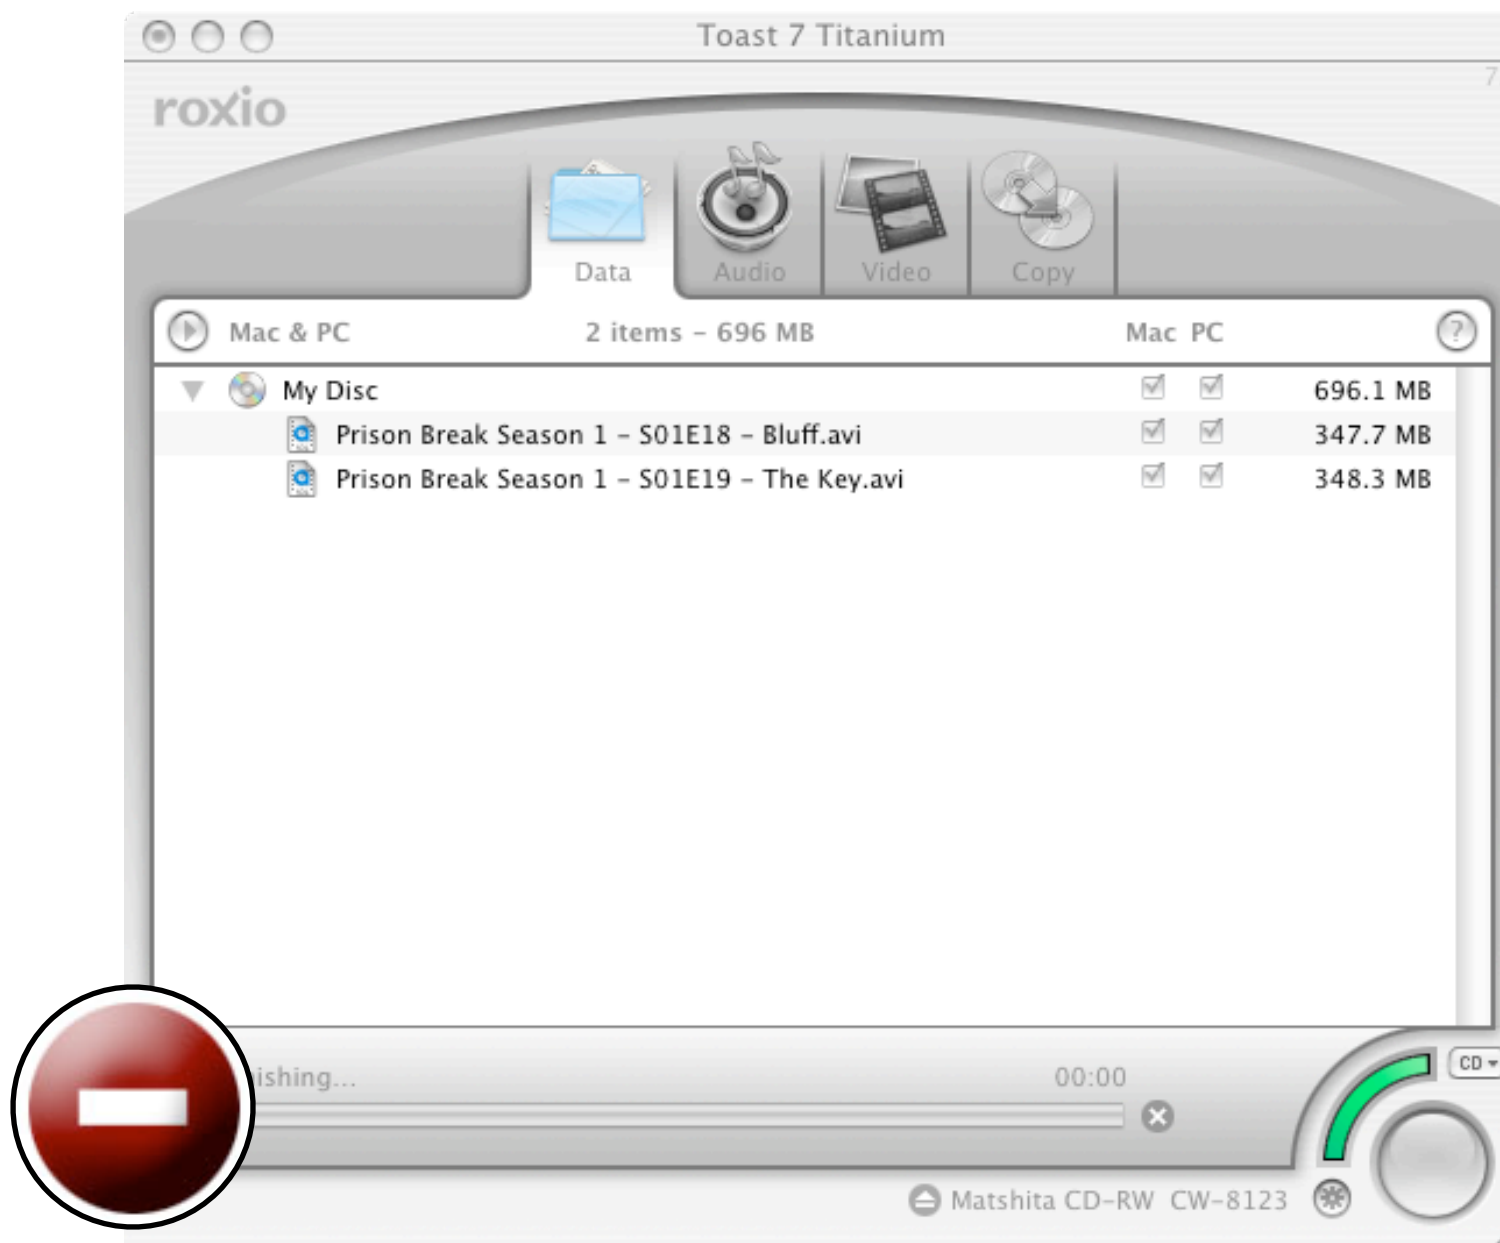 Toast 7 Titanium
7
roxio
Data
Audio
Video
Copy
Mac & PC
2 items – 696 MB
Mac PC
?
My Disc
696.1 MB
Prison Break Season 1 – S01E18 – Bluff.avi
347.7 MB
Prison Break Season 1 – S01E19 – The Key.avi
348.3 MB
ishing...
00:00
CD
Matshita CD-RW CW-8123